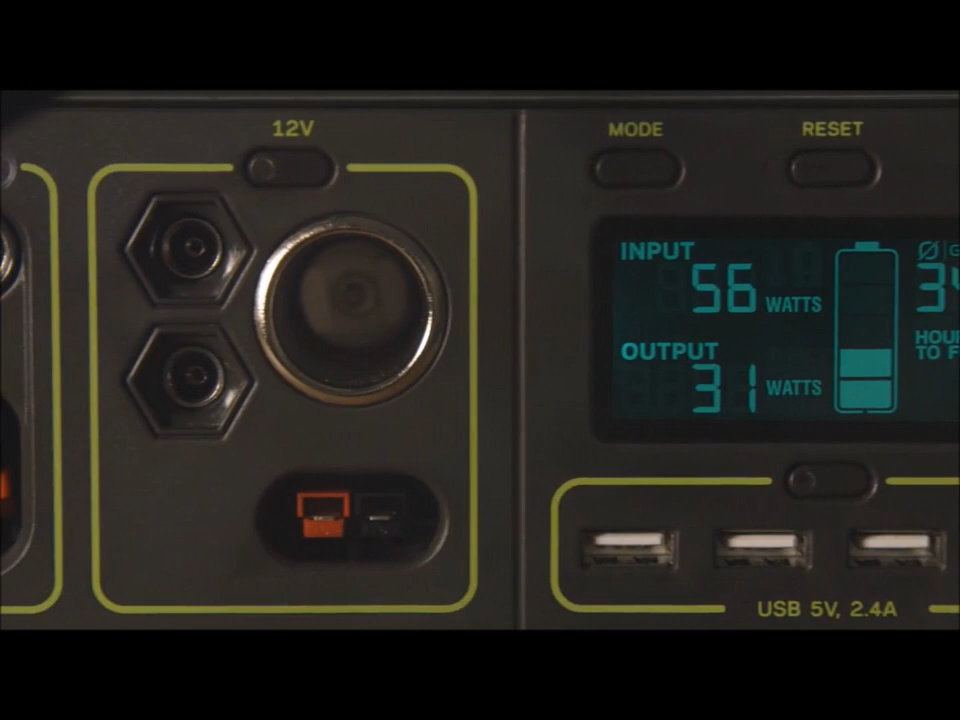 12V
MODE
RESET
INPUT
56 WATTS
OUTPUT
31 WATTS
USB 5V, 2.4A